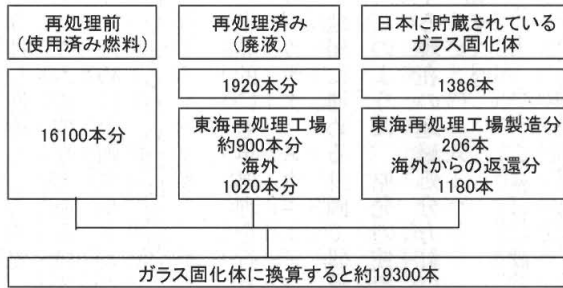 再処理前
（使用済み燃料）
再処理済み
（廃液）
日本に貯蔵されている
ガラス固化体
16100本分
1920本分
東海再処理工場
約900本分
海外
1020本分
1386本
東海再処理工場製造分
206本
海外からの返還分
1180本
ガラス固化体に換算すると約19300本